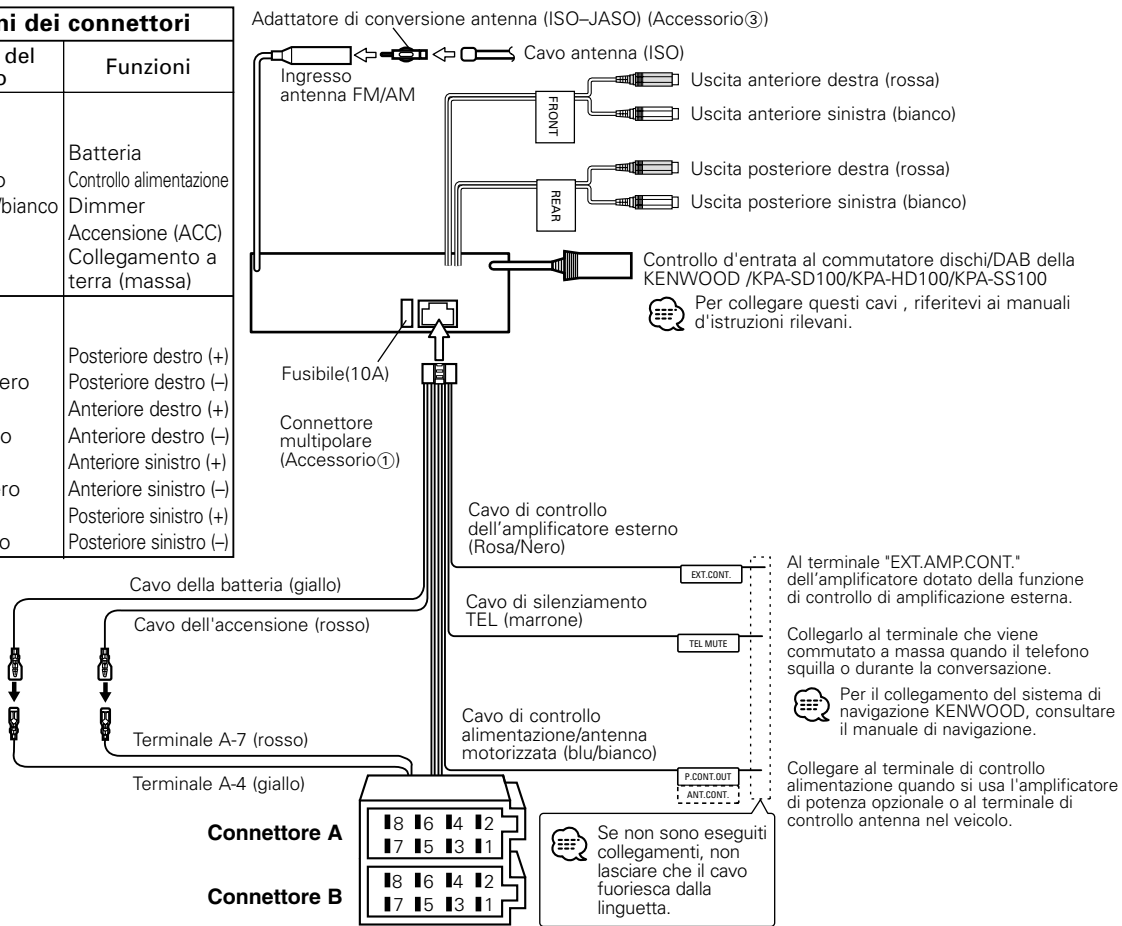 ni dei connettori
del
Funzioni
Batteria
Controllo alimentazione
/bianco Dimmer
Accensione (ACC)
Collegamento a
terra (massa)
Posteriore destro (+)
ero Posteriore destro (–)
Anteriore destro (+)
o Anteriore destro (–)
Anteriore sinistro (+)
ro Anteriore sinistro (–)
Posteriore sinistro (+)
o Posteriore sinistro (–)
Adattatore di conversione antenna (ISO–JASO) (Accessorio③)
Cavo antenna (ISO)
Ingresso
antenna FM/AM
FRONT
Uscita anteriore destra (rossa)
Uscita anteriore sinistra (bianco)
REAR
Uscita posteriore destra (rossa)
Uscita posteriore sinistra (bianco)
Controllo d'entrata al commutatore dischi/DAB della
KENWOOD /KPA-SD100/KPA-HD100/KPA-SS100
Per collegare questi cavi , riferitevi ai manuali
d'istruzioni rilevani.
Fusibile(10A)
Connettore
multipolare
(Accessorio①)
Cavo di controllo
dell'amplificatore esterno
(Rosa/Nero)
EXT.CONT.
Al terminale "EXT.AMP.CONT."
dell'amplificatore dotato della funzione
di controllo di amplificazione esterna.
Cavo della batteria (giallo)
Cavo dell'accensione (rosso)
Cavo di silenziamento
TEL (marrone)
TEL MUTE
Collegarlo al terminale che viene
commutato a massa quando il telefono
squilla o durante la conversazione.
Per il collegamento del sistema di
navigazione KENWOOD, consultare
il manuale di navigazione.
Terminale A-7 (rosso)
Terminale A-4 (giallo)
Cavo di controllo
alimentazione/antenna
motorizzata (blu/bianco)
P.CONT.OUT
ANT.CONT.
Collegare al terminale di controllo
alimentazione quando si usa l'amplificatore
di potenza opzionale o al terminale di
controllo antenna nel veicolo.
Connettore A
8 6 4 2
7 5 3 1
Connettore B
8 6 4 2
7 5 3 1
Se non sono eseguiti
collegamenti, non
lasciare che il cavo
fuoriesca dalla
linguetta.